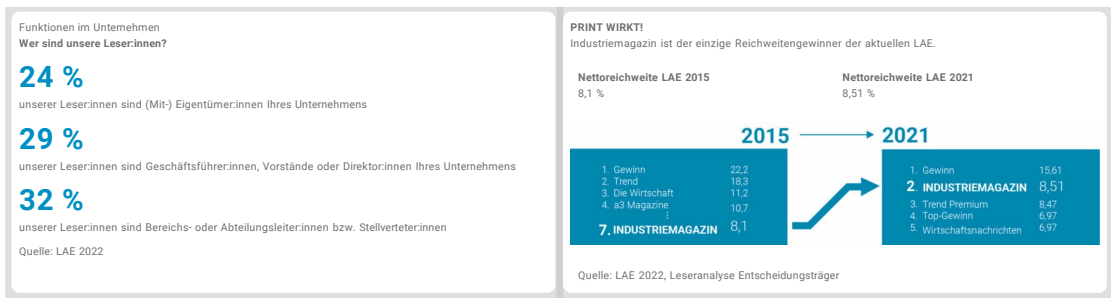 Funktionen im Unternehmen
Wer sind unsere Leser:innen?
24 %
unserer Leser:innen sind (Mit-) Eigentümer:innen Ihres Unternehmens
29 %
unserer Leser:innen sind Geschäftsführer:innen, Vorstände oder Direktor:innen Ihres Unternehmens
32 %
unserer Leser:innen sind Bereichs- oder Abteilungsleiter:innen bzw. Stellverteter:innen
Quelle: LAE 2022
PRINT WIRKT!
Industriemagazin ist der einzige Reichweitengewinner der aktuellen LAE.
Nettoreichweite LAE 2015
8,1 %
Nettoreichweite LAE 2021
8,51 %
2015 2021
1. Gewinn 22,2
2. Trend 18,3
3. Die Wirtschaft 11,2
4. a3 Magazine 10,7
7. INDUSTRIEMAGAZIN 8,1
1. Gewinn 15,61
2. INDUSTRIEMAGAZIN 8,51
3. Trend Premium 8,47
4. Top-Gewinn 6,97
5. Wirtschaftsnachrichten 6,97
Quelle: LAE 2022, Leseranalyse Entscheidungsträger